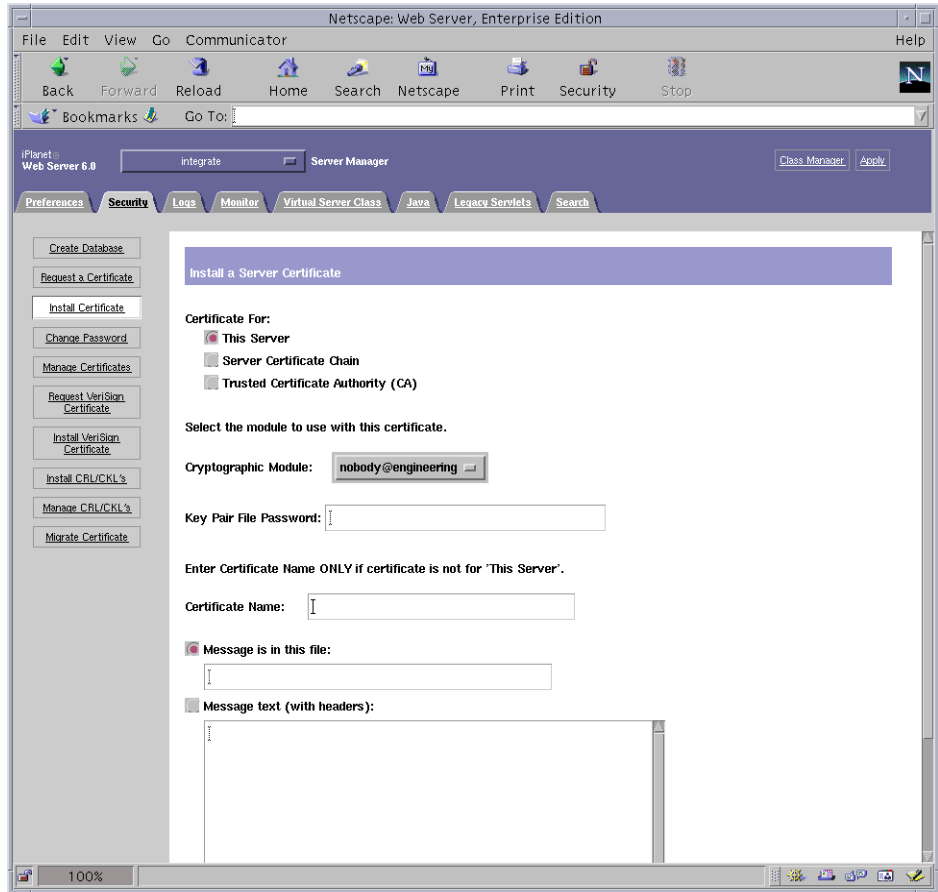 Netscape: Web Server, Enterprise Edition
File Edit View Go Communicator Help
Back Forward Reload Home Search Netscape Print Security Stop
My
N
Bookmarks Go To:
iPlanet
Web Server 6.0
integrate
Server Manager
Class Manager
Apply
Preferences Security Logs Monitor Virtual Server Class Java Legacy Servlets Search
Create Database
Request a Certificate
Install Certificate
Change Password
Manage Certificates
Request VeriSign
Certificate
Install VeriSign
Certificate
Install CRL/CKL's
Manage CRL/CKL's
Migrate Certificate
Install a Server Certificate
Certificate For:
This Server
Server Certificate Chain
Trusted Certificate Authority (CA)
Select the module to use with this certificate.
Cryptographic Module: nobody@engineering
Key Pair File Password:
Enter Certificate Name ONLY if certificate is not for 'This Server'.
Certificate Name:
Message is in this file:
Message text (with headers):
100%